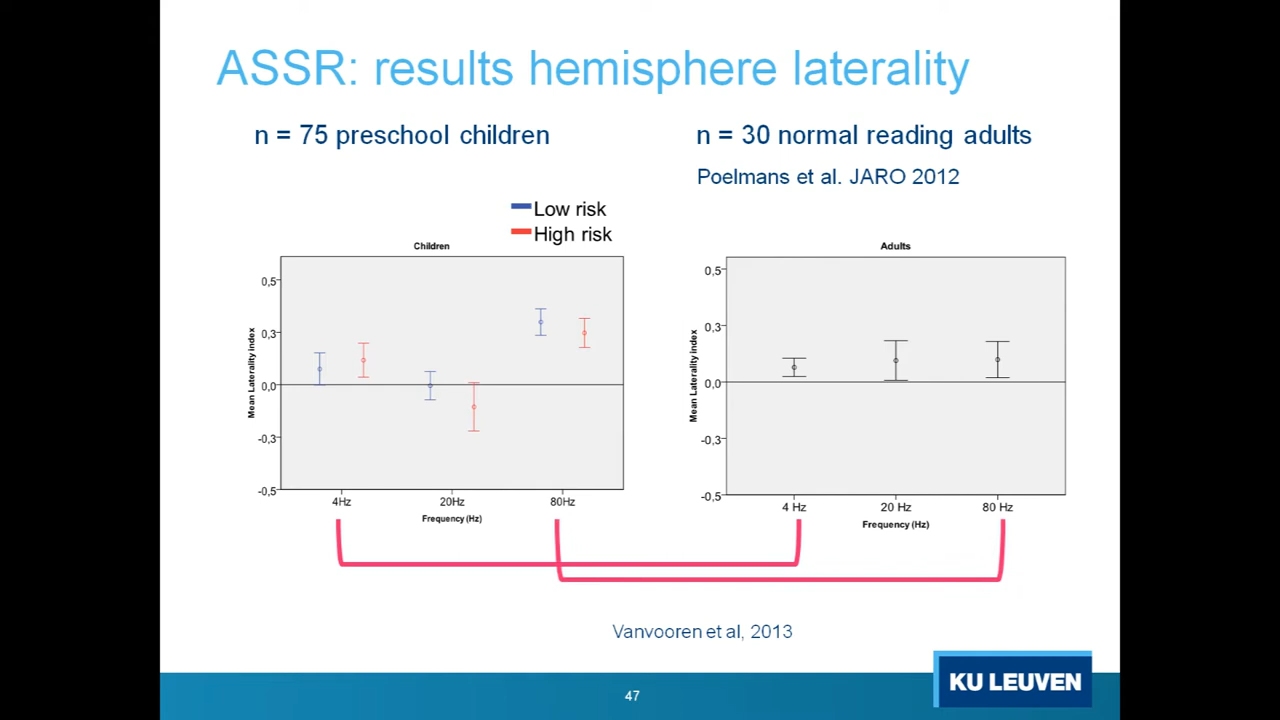 ASSR: results hemisphere laterality
n = 75 preschool children
n = 30 normal reading adults
Poelmans et al. JARO 2012
Low risk
High risk
Children
0,5
0,3
0,0
-0,3
-0,5
Mean Laterality index
4Hz
20Hz
80Hz
Frequency (Hz)
Adults
0,5
0,3
0,0
-0,3
-0,5
Mean Laterality index
4 Hz
20 Hz
80 Hz
Frequency (Hz)
Vanvooren et al, 2013
47
KU LEUVEN